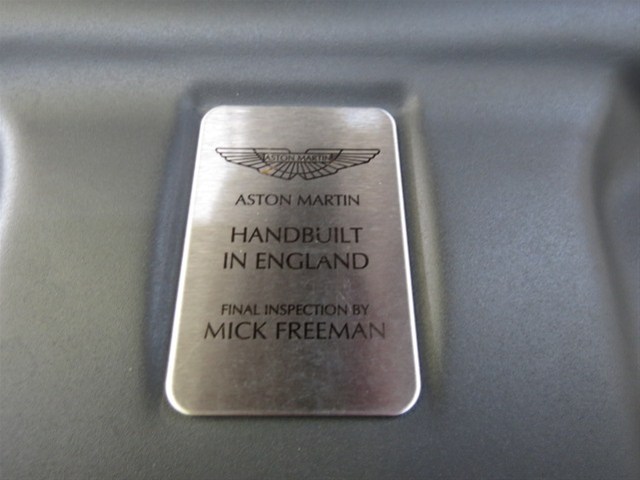 ASTON MARTIN
ASTON MARTIN
HANDBUILT
IN ENGLAND
FINAL INSPECTION BY
MICK FREEMAN